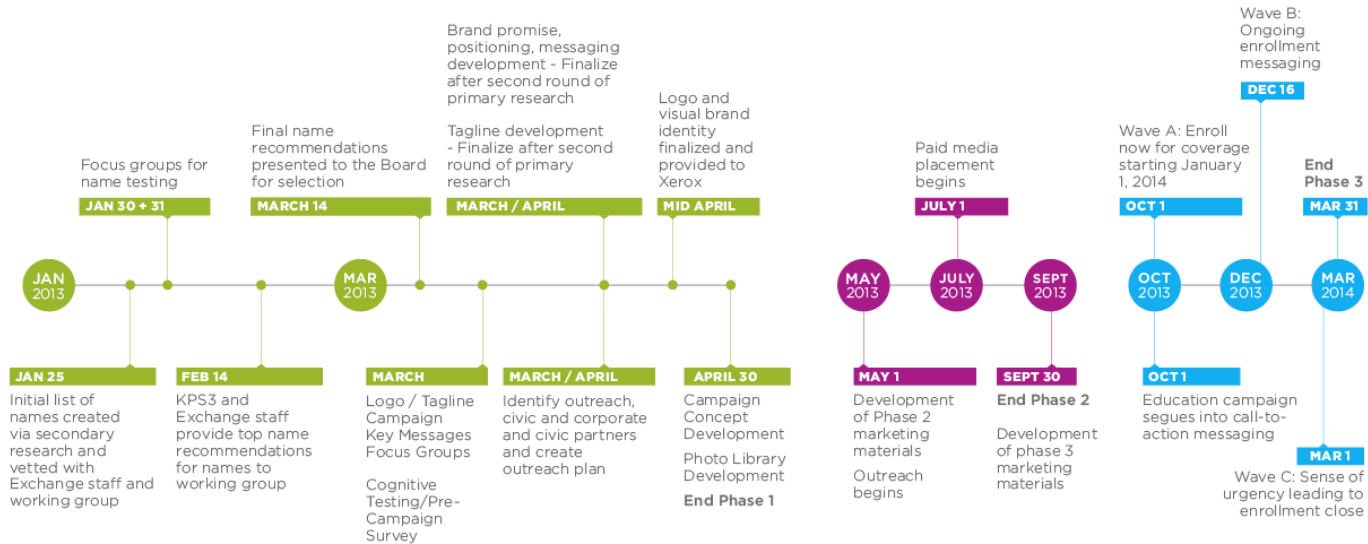 Focus groups for
name testing
JAN 30 + 31
Final name
recommendations
presented to the Board
for selection
MARCH 14
Brand promise,
positioning, messaging
development - Finalize
after second round of
primary research
Tagline development
- Finalize after second
round of primary
research
MARCH / APRIL
Logo and
visual brand
identity
finalized and
provided to
Xerox
MID APRIL
Paid media
placement
begins
JULY 1
Wave A: Enroll
now for coverage
starting January
1, 2014
OCT 1
Wave B:
Ongoing
enrollment
messaging
DEC 16
End
Phase 3
MAR 31
JAN
2013
MAR
2013
MAY
2013
JULY
2013
SEPT
2013
OCT
2013
DEC
2013
MAR
2014
JAN 25
Initial list of
names created
via secondary
research and
vetted with
Exchange staff and
working group
FEB 14
KPS3 and
Exchange staff
provide top name
recommendations
for names to
working group
MARCH
Logo / Tagline
Campaign
Key Messages
Focus Groups
Cognitive
Testing/Pre-
Campaign
Survey
MARCH / APRIL
Identify outreach,
civic and corporate
and civic partners
and create
outreach plan
APRIL 30
Campaign
Concept
Development
Photo Library
Development
End Phase 1
MAY 1
Development
of Phase 2
marketing
materials
Outreach
begins
SEPT 30
End Phase 2
Development
of phase 3
marketing
materials
OCT 1
Education campaign
segues into call-to-
action messaging
MAR 1
Wave C: Sense of
urgency leading to
enrollment close